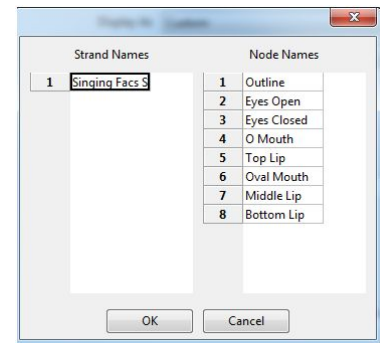 Strand Names Node Names
1 Singing Facs S 1 Outline
2 Eyes Open
3 Eyes Closed
4 O Mouth
5 Top Lip
6 Oval Mouth
7 Middle Lip
8 Bottom Lip
OK Cancel